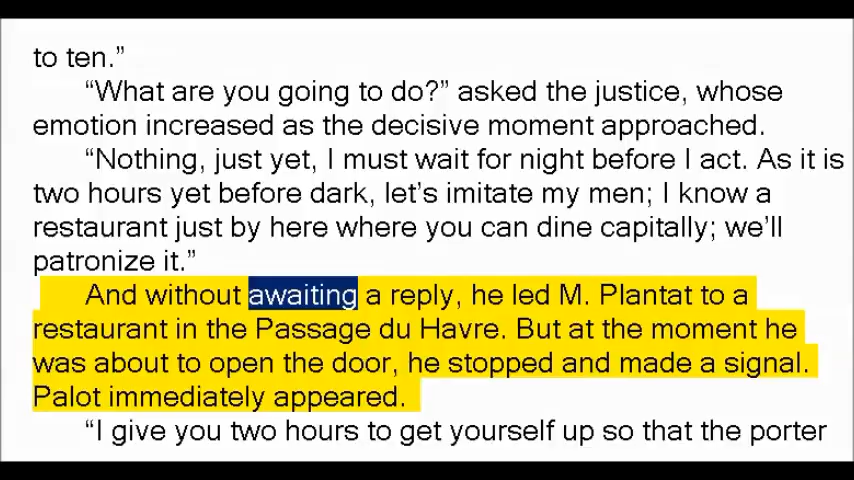 to ten.”
“What are you going to do?” asked the justice, whose
emotion increased as the decisive moment approached.
“Nothing, just yet, I must wait for night before I act. As it is
two hours yet before dark, let’s imitate my men; I know a
restaurant just by here where you can dine capitally; we’ll
patronize it.”
And without awaiting a reply, he led M. Plantat to a
restaurant in the Passage du Havre. But at the moment he
was about to open the door, he stopped and made a signal.
Palot immediately appeared.
“I give you two hours to get yourself up so that the porter